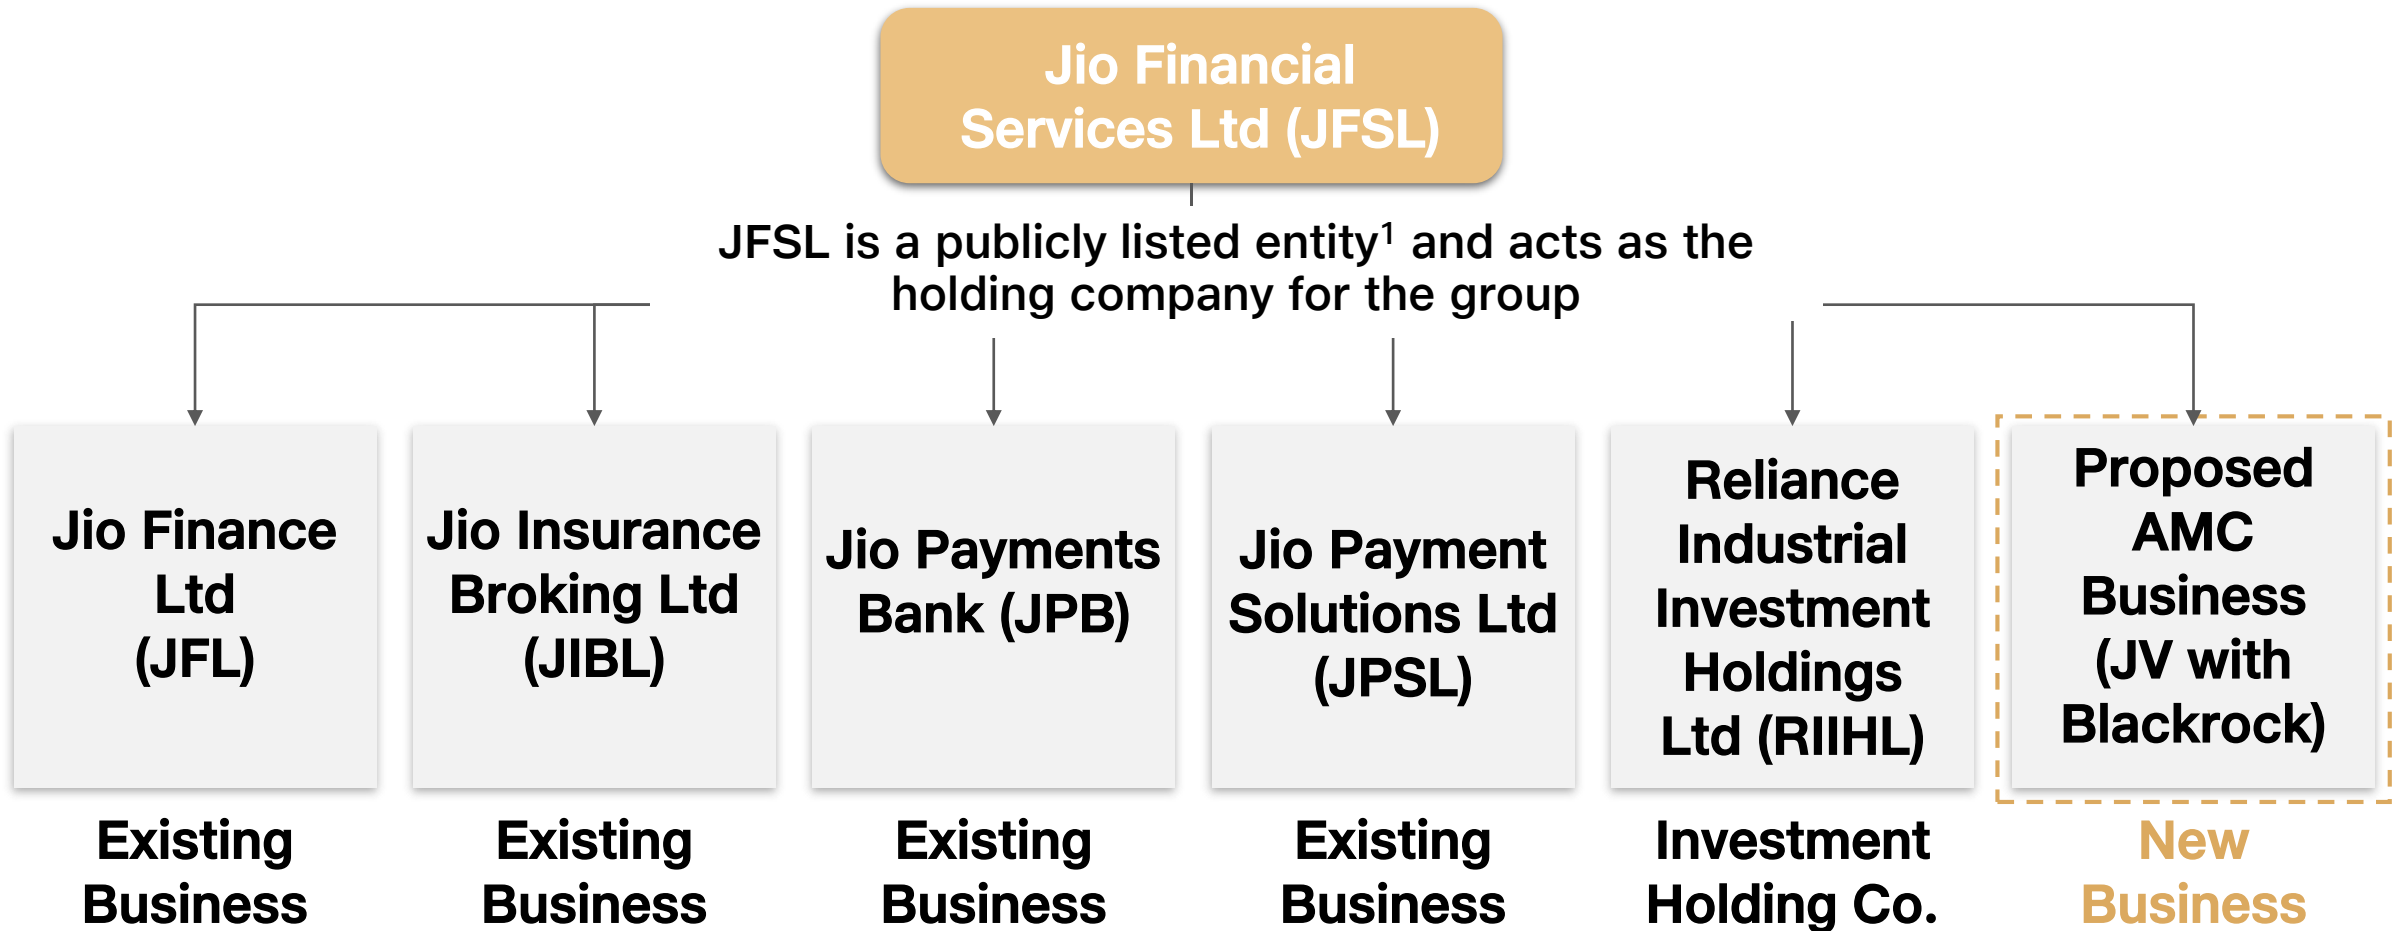 Jio Financial
Services Ltd (JFSL)
JFSL is a publicly listed entity¹ and acts as the
holding company for the group
Jio Finance
Ltd
(JFL)
Jio Insurance
Broking Ltd
(JIBL)
Jio Payments
Bank (JPB)
Jio Payment
Solutions Ltd
(JPSL)
Reliance
Industrial
Investment
Holdings
Ltd (RIIHL)
Proposed
AMC
Business
(JV with
Blackrock)
Existing
Business
Existing
Business
Existing
Business
Existing
Business
Investment
Holding Co.
New
Business